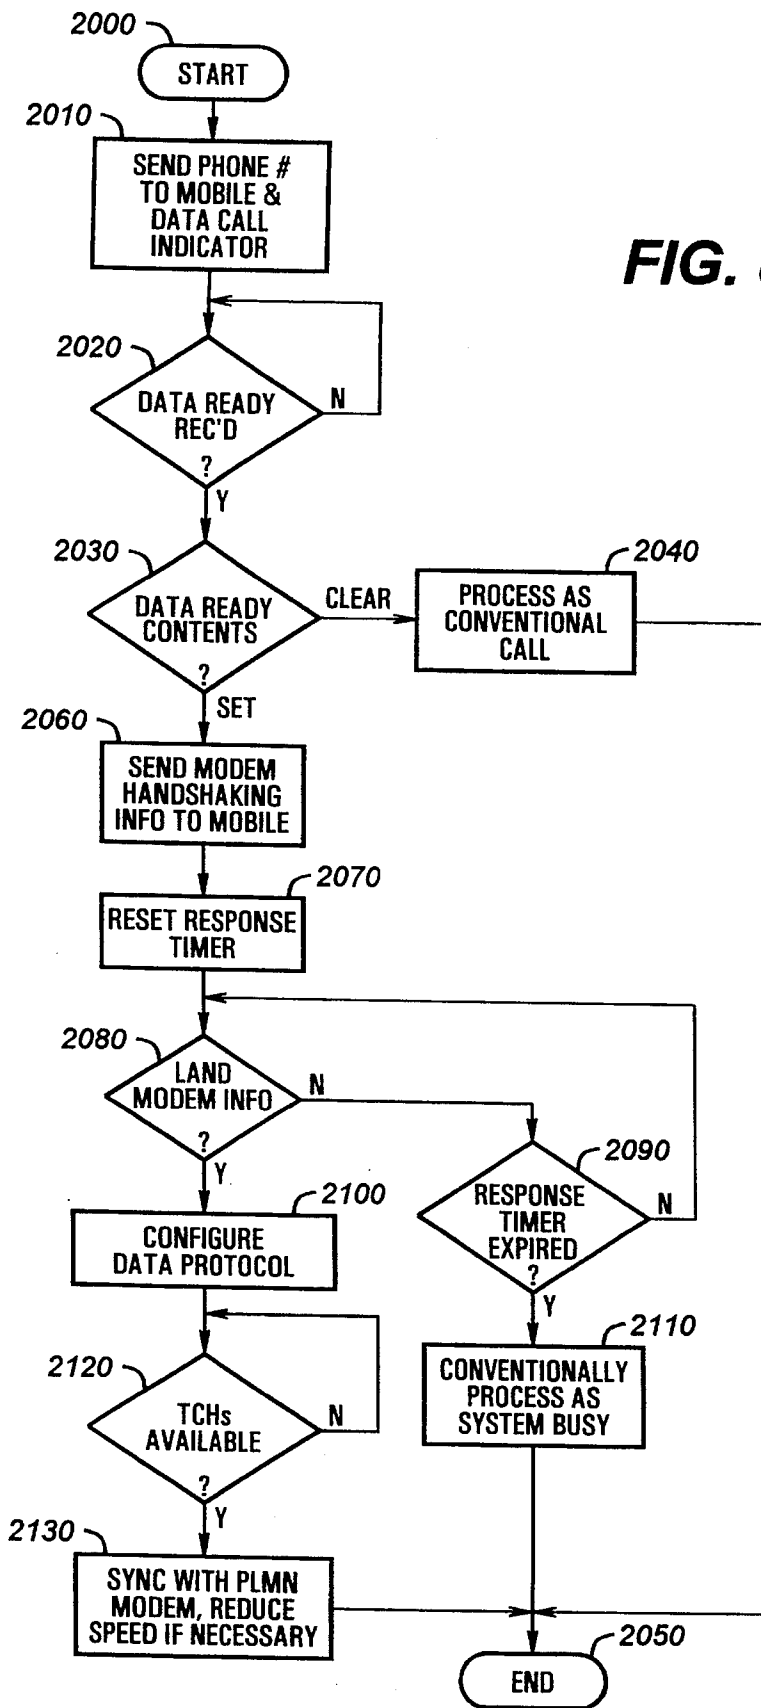 2000
START
2010
SEND PHONE #
TO MOBILE &
DATA CALL
INDICATOR
FIG.
2020
DATA READY
REC'D
?
N
Y
2030
DATA READY
CONTENTS
?
CLEAR
2040
PROCESS AS
CONVENTIONAL
CALL
SET
2060
SEND MODEM
HANDSHAKING
INFO TO MOBILE
2070
RESET RESPONSE
TIMER
2080
LAND
MODEM INFO
?
N
Y
2090
RESPONSE
TIMER
EXPIRED
?
N
Y
2100
CONFIGURE
DATA PROTOCOL
2110
CONVENTIONALLY
PROCESS AS
SYSTEM BUSY
2120
TCHs
AVAILABLE
?
N
Y
2130
SYNC WITH PLMN
MODEM, REDUCE
SPEED IF NECESSARY
2050
END